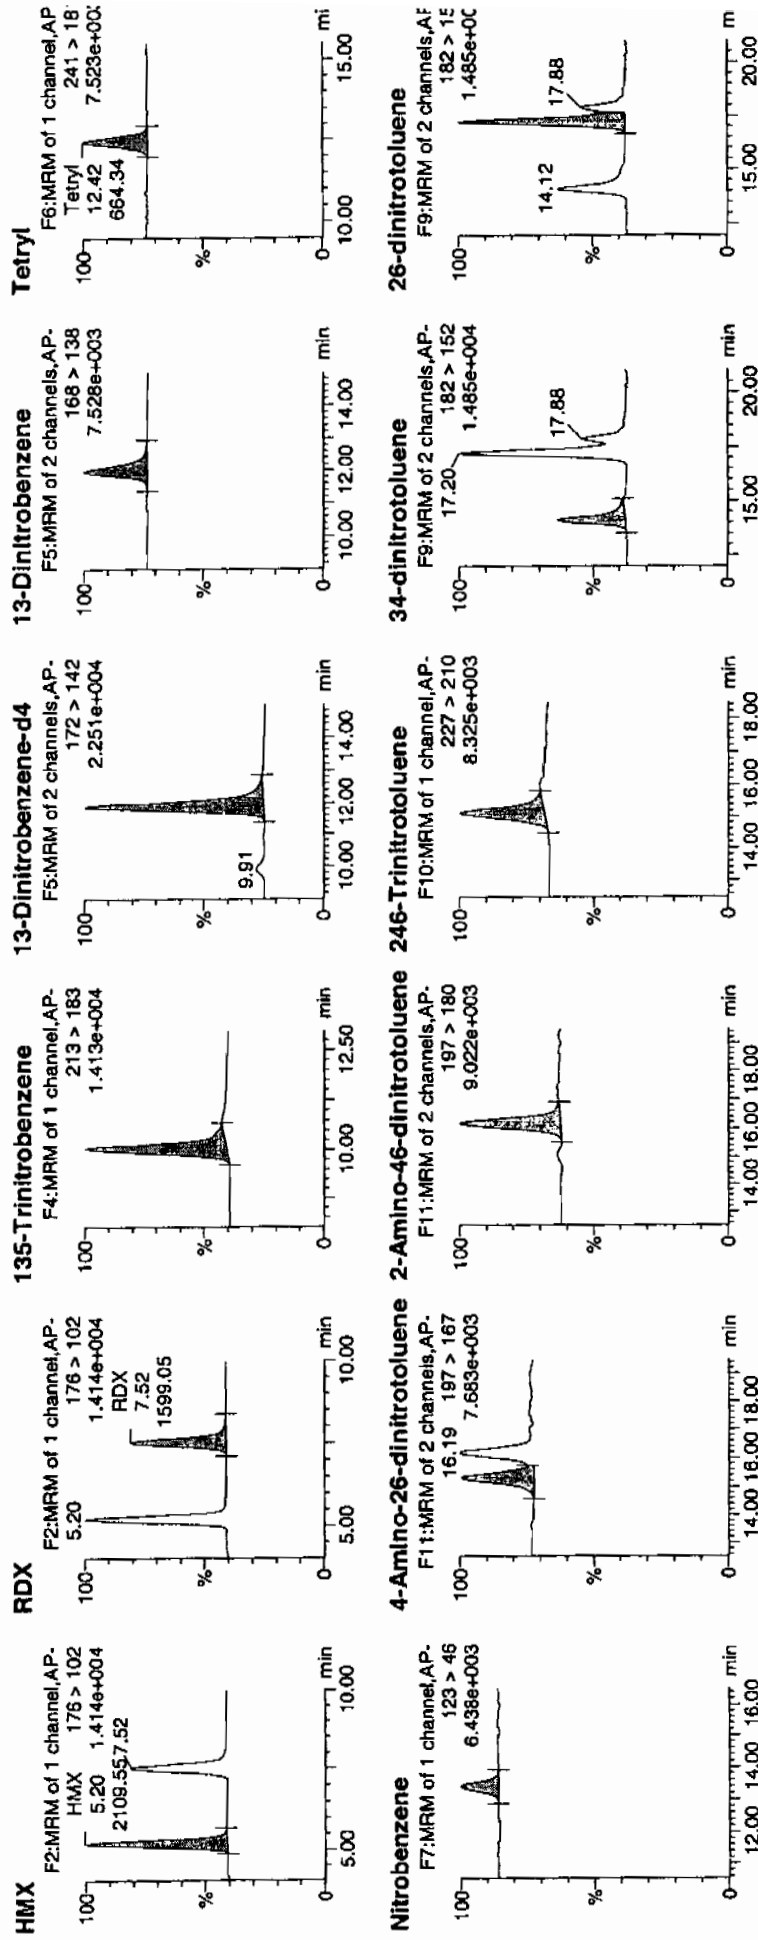 HMX
F2:MRM of 1 channel,AP-
HMX 176 > 102
5.20 1.414e+004
2109.55 7.52
100
%
0
5.00 10.00 min
RDX
F2:MRM of 1 channel,AP-
5.20 176 > 102
1.414e+004
RDX
7.52
1599.05
100
%
0
5.00 10.00 min
135-Trinitrobenzene
F4:MRM of 1 channel,AP-
213 > 183
1.413e+004
100
%
0
10.00 12.50 min
13-Dinitrobenzene-d4
F5:MRM of 2 channels,AP-
172 > 142
2.251e+004
100
9.91
%
0
10.00 12.00 14.00 min
13-Dinitrobenzene
F5:MRM of 2 channels,AP-
168 > 138
7.528e+003
100
%
0
10.00 12.00 14.00 min
Tetryl
F6:MRM of 1 channel,AP
Tetryl 241 > 18
12.42 7.523e+00
664.34
100
%
0
10.00 15.00 mi
Nitrobenzene
F7:MRM of 1 channel,AP-
123 > 46
6.438e+003
100
%
0
12.00 14.00 16.00 min
4-Amino-26-dinitrotoluene
F11:MRM of 2 channels,AP-
16.19 197 > 167
7.683e+003
100
%
0
14.00 16.00 18.00 min
2-Amino-46-dinitrotoluene
F11:MRM of 2 channels,AP-
197 > 180
9.022e+003
100
%
0
14.00 16.00 18.00 min
246-Trinitrotoluene
F10:MRM of 1 channel,AP-
227 > 210
8.325e+003
100
%
0
14.00 16.00 18.00 min
34-dinitrotoluene
F9:MRM of 2 channels,AP-
17.20 182 > 152
1.485e+004
17.88
100
%
0
15.00 20.00 min
26-dinitrotoluene
F9:MRM of 2 channels,AP
182 > 15
1.485e+00
17.88
14.12
100
%
0
15.00 20.00 m